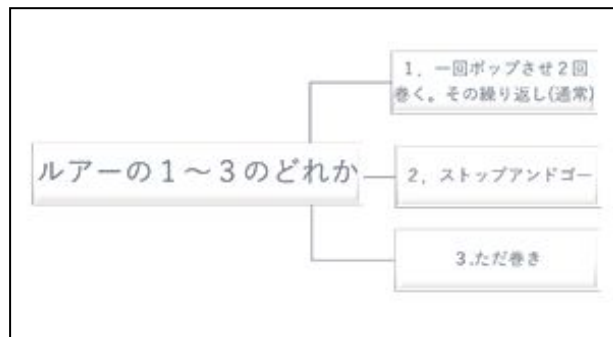 ルアーの１～３のどれか
１，一回ポップさせ２回
巻く。その繰り返し(通常)
２，ストップアンドゴー
３.ただ巻き